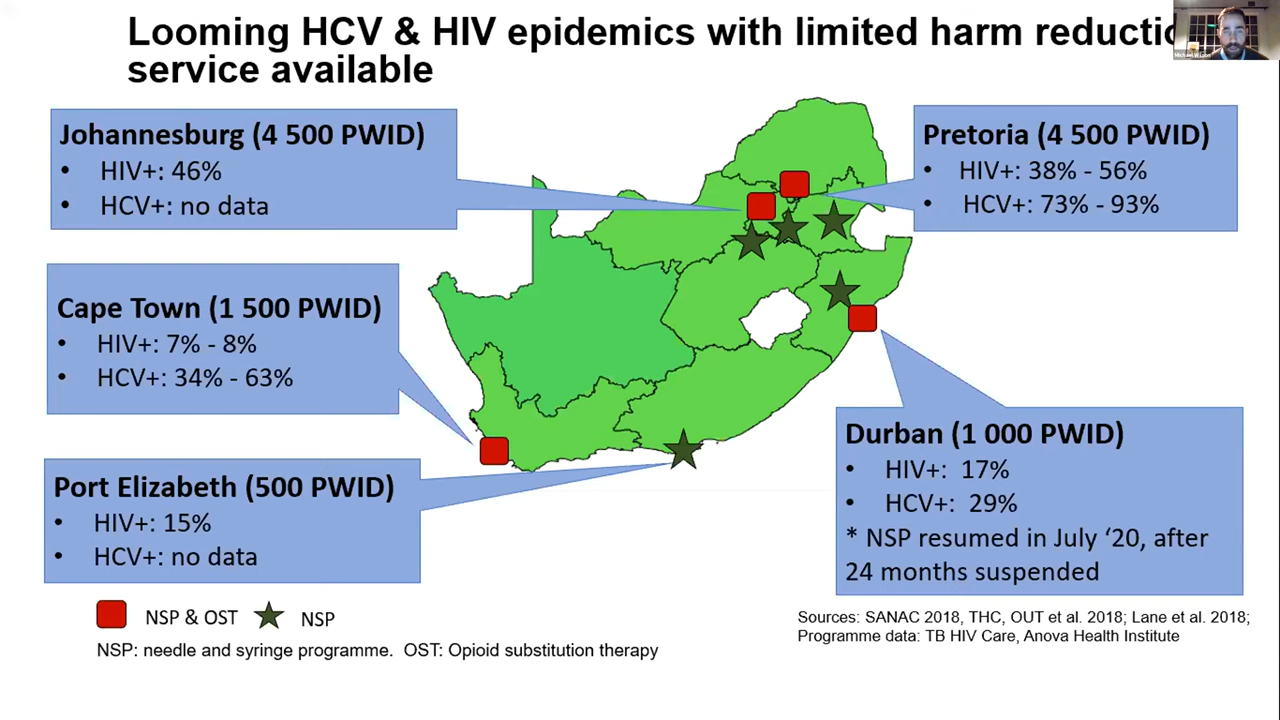 Looming HCV & HIV epidemics with limited harm reductio
service available
Johannesburg (4 500 PWID)
• HIV+: 46%
• HCV+: no data
Pretoria (4 500 PWID)
• HIV+: 38% - 56%
• HCV+: 73% - 93%
Cape Town (1 500 PWID)
• HIV+: 7% - 8%
• HCV+: 34% - 63%
Port Elizabeth (500 PWID)
• HIV+: 15%
• HCV+: no data
Durban (1 000 PWID)
• HIV+: 17%
• HCV+: 29%
* NSP resumed in July ‘20, after
24 months suspended
NSP & OST
NSP
NSP: needle and syringe programme. OST: Opioid substitution therapy
Sources: SANAC 2018, THC, OUT et al. 2018; Lane et al. 2018;
Programme data: TB HIV Care, Anova Health Institute